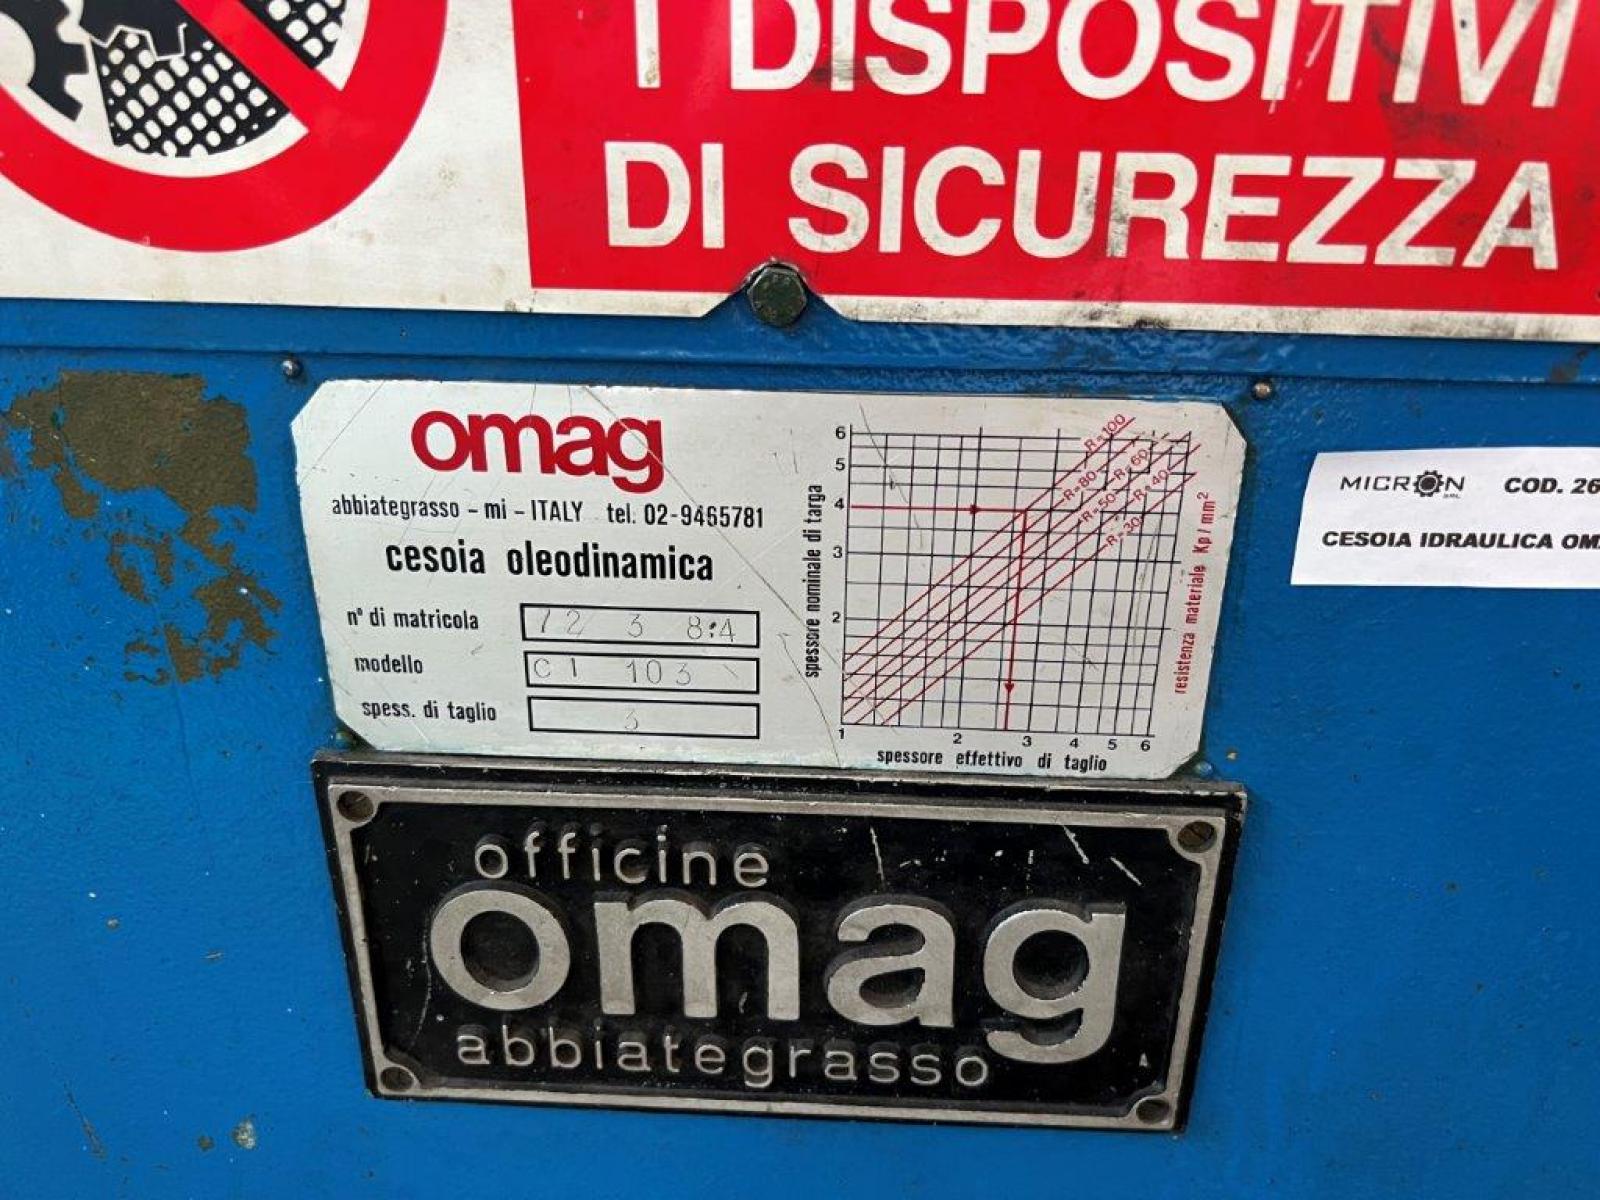 I DISPOSITIVI
DI SICUREZZA
omag
abbiategrasso - mi - ITALY tel. 02-9465781
cesoia oleodinamica
n° di matricola 72 3 8:4
modello CI 103
spess. di taglio 3
spessore nominale di targa
6
5
4
3
2
1 2 3 4 5 6
spessore effettivo di taglio
R=100
R=80
R=60
R=50
R=40
R=30
resistenza materiale Kp/mm²
MICRON SRL COD. 26
CESOIA IDRAULICA OM
officine
omag
abbiategrasso